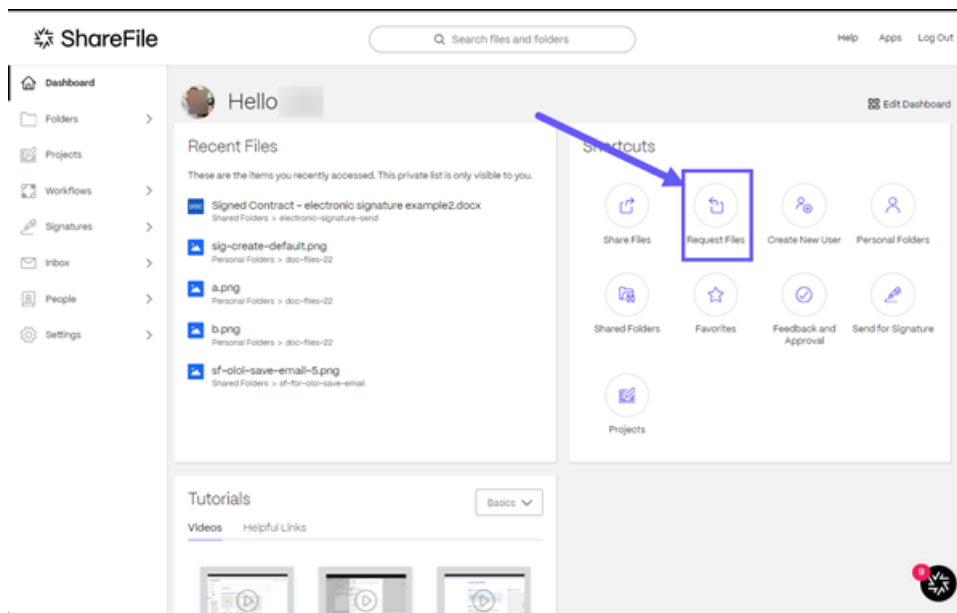 ShareFile
Search files and folders
Help Apps Log Out
Dashboard
Folders
Projects
Workflows
Signatures
Inbox
People
Settings
Hello
Edit Dashboard
Recent Files
These are the items you recently accessed. This private list is only visible to you.
DOC
Signed Contract - electronic signature example2.docx
Shared Folders > electronic-signature-send
sig-create-default.png
Personal Folders > doc-files-22
a.png
Personal Folders > doc-files-22
b.png
Personal Folders > doc-files-22
sf-olol-save-email-5.png
Shared Folders > sf-for-olol-save-email
Shortcuts
Share Files
Request Files
Create New User
Personal Folders
Shared Folders
Favorites
Feedback and
Approval
Send for Signature
Projects
Tutorials
Basics
Videos Helpful Links
9